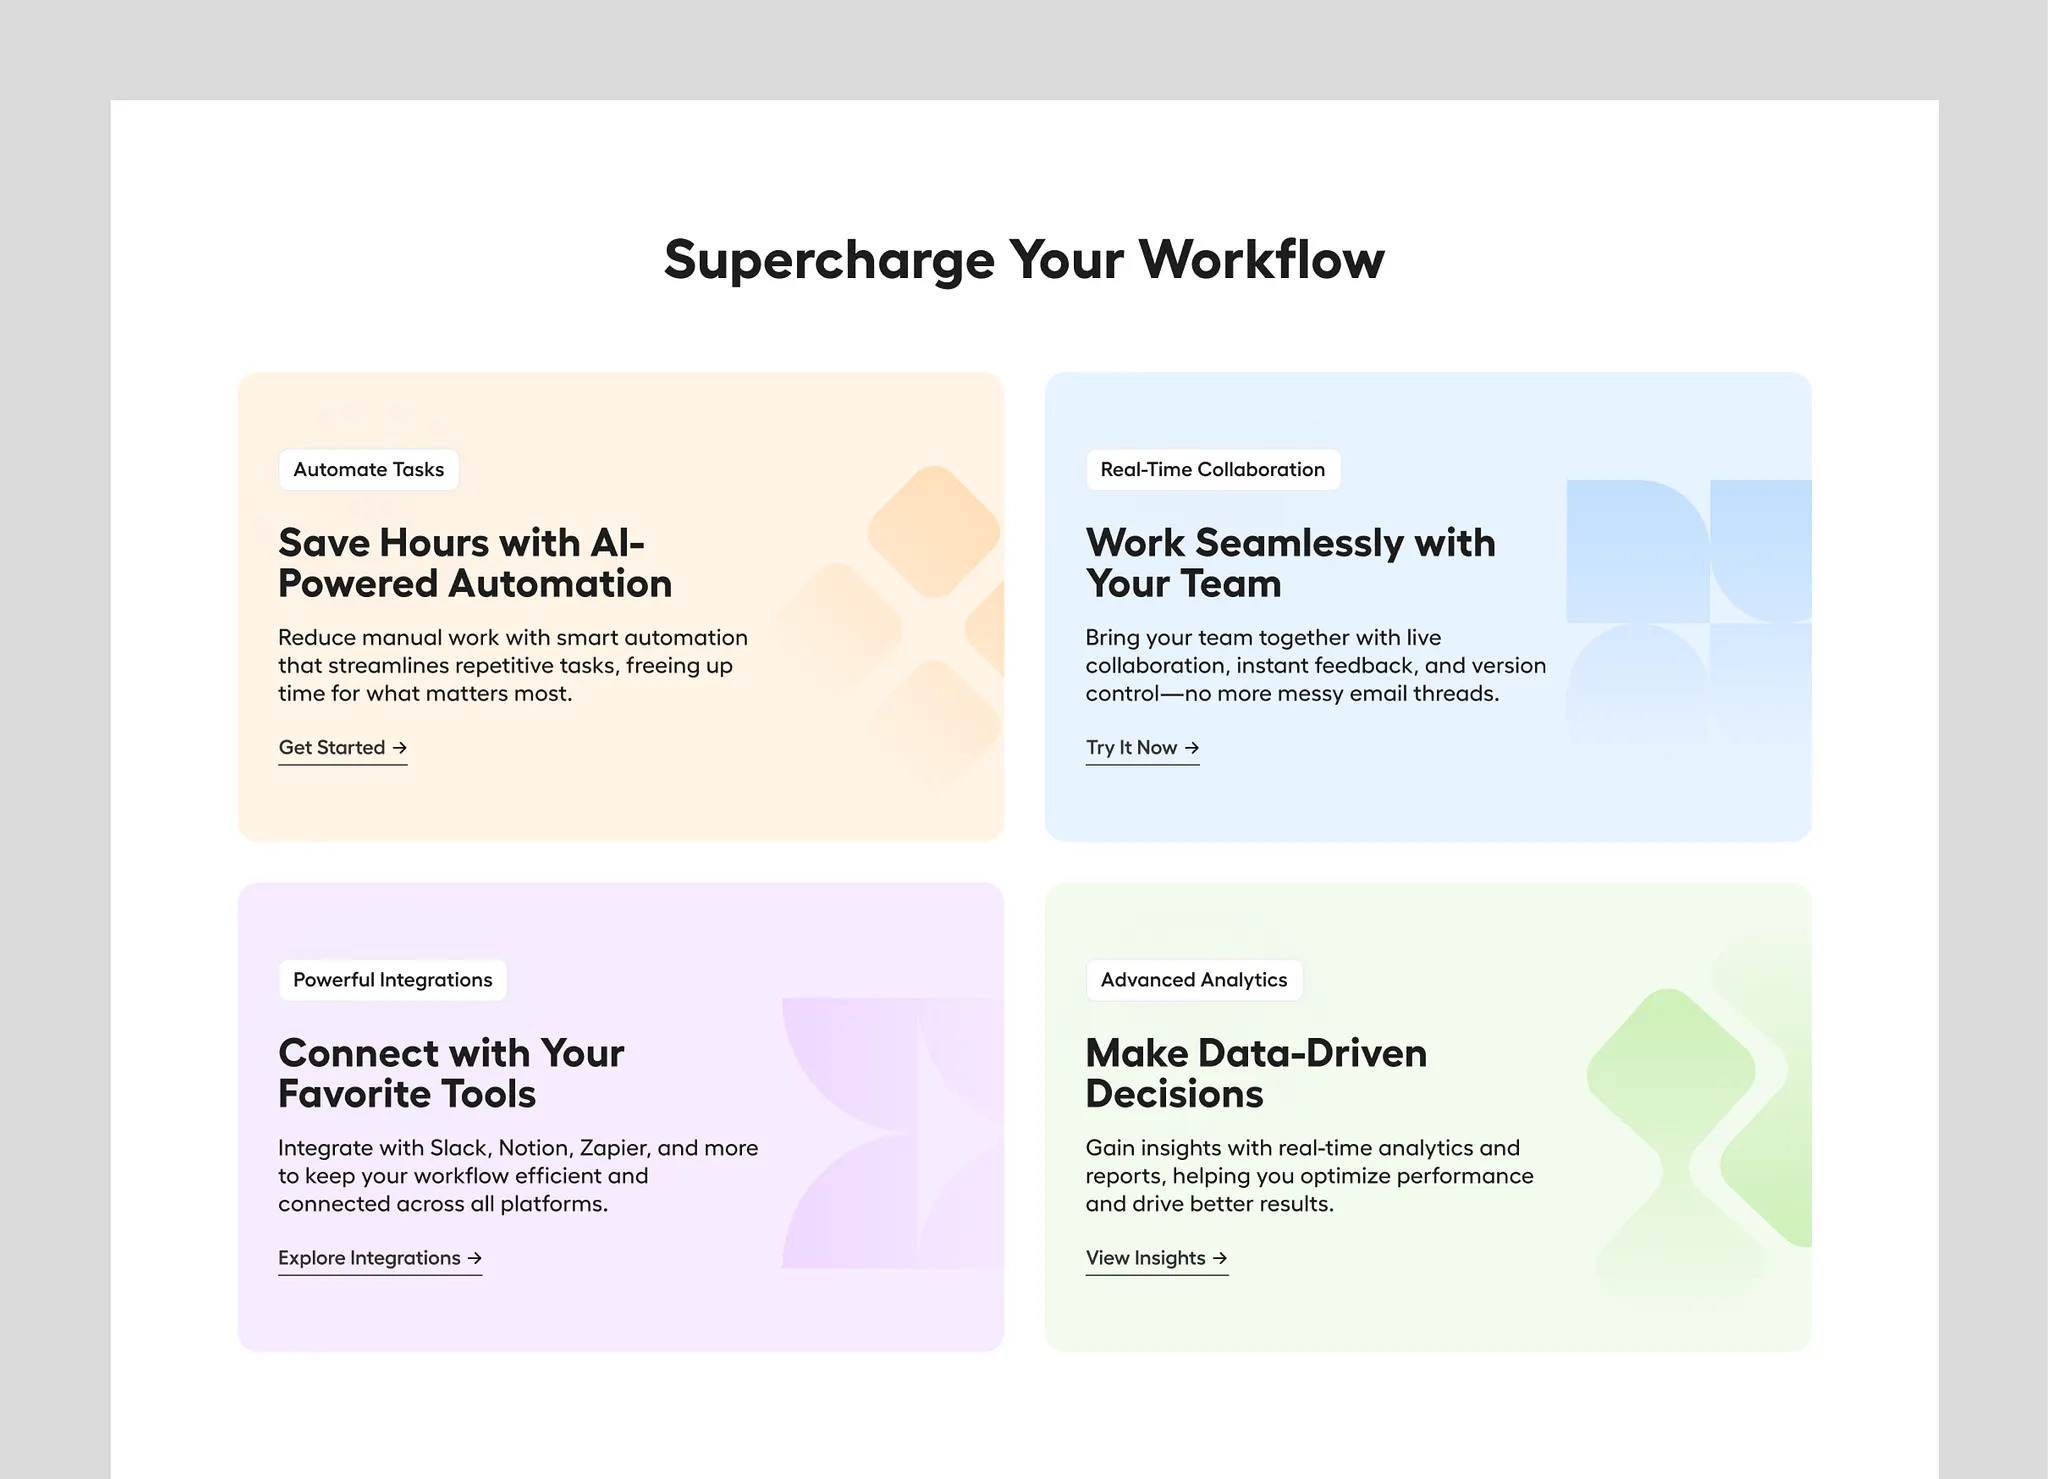 Supercharge Your Workflow
Automate Tasks
Save Hours with AI-
Powered Automation
Reduce manual work with smart automation
that streamlines repetitive tasks, freeing up
time for what matters most.
Get Started →
Real-Time Collaboration
Work Seamlessly with
Your Team
Bring your team together with live
collaboration, instant feedback, and version
control—no more messy email threads.
Try It Now →
Powerful Integrations
Connect with Your
Favorite Tools
Integrate with Slack, Notion, Zapier, and more
to keep your workflow efficient and
connected across all platforms.
Explore Integrations →
Advanced Analytics
Make Data-Driven
Decisions
Gain insights with real-time analytics and
reports, helping you optimize performance
and drive better results.
View Insights →